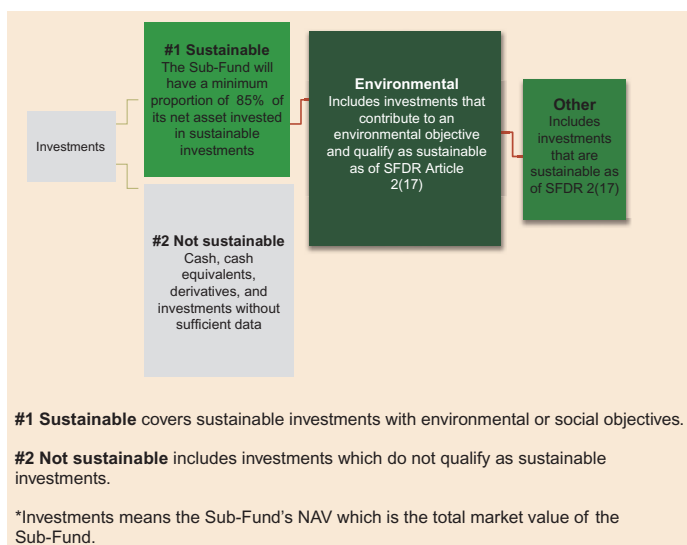 Investments
#1 Sustainable
The Sub-Fund will
have a minimum
proportion of 85% of
its net asset invested
in sustainable
investments
#2 Not sustainable
Cash, cash
equivalents,
derivatives, and
investments without
sufficient data
Environmental
Includes investments that
contribute to an
environmental objective
and qualify as sustainable
as of SFDR Article
2(17)
Other
Includes
investments
that are
sustainable as
of SFDR 2(17)
#1 Sustainable covers sustainable investments with environmental or social objectives.
#2 Not sustainable includes investments which do not qualify as sustainable
investments.
*Investments means the Sub-Fund's NAV which is the total market value of the
Sub-Fund.